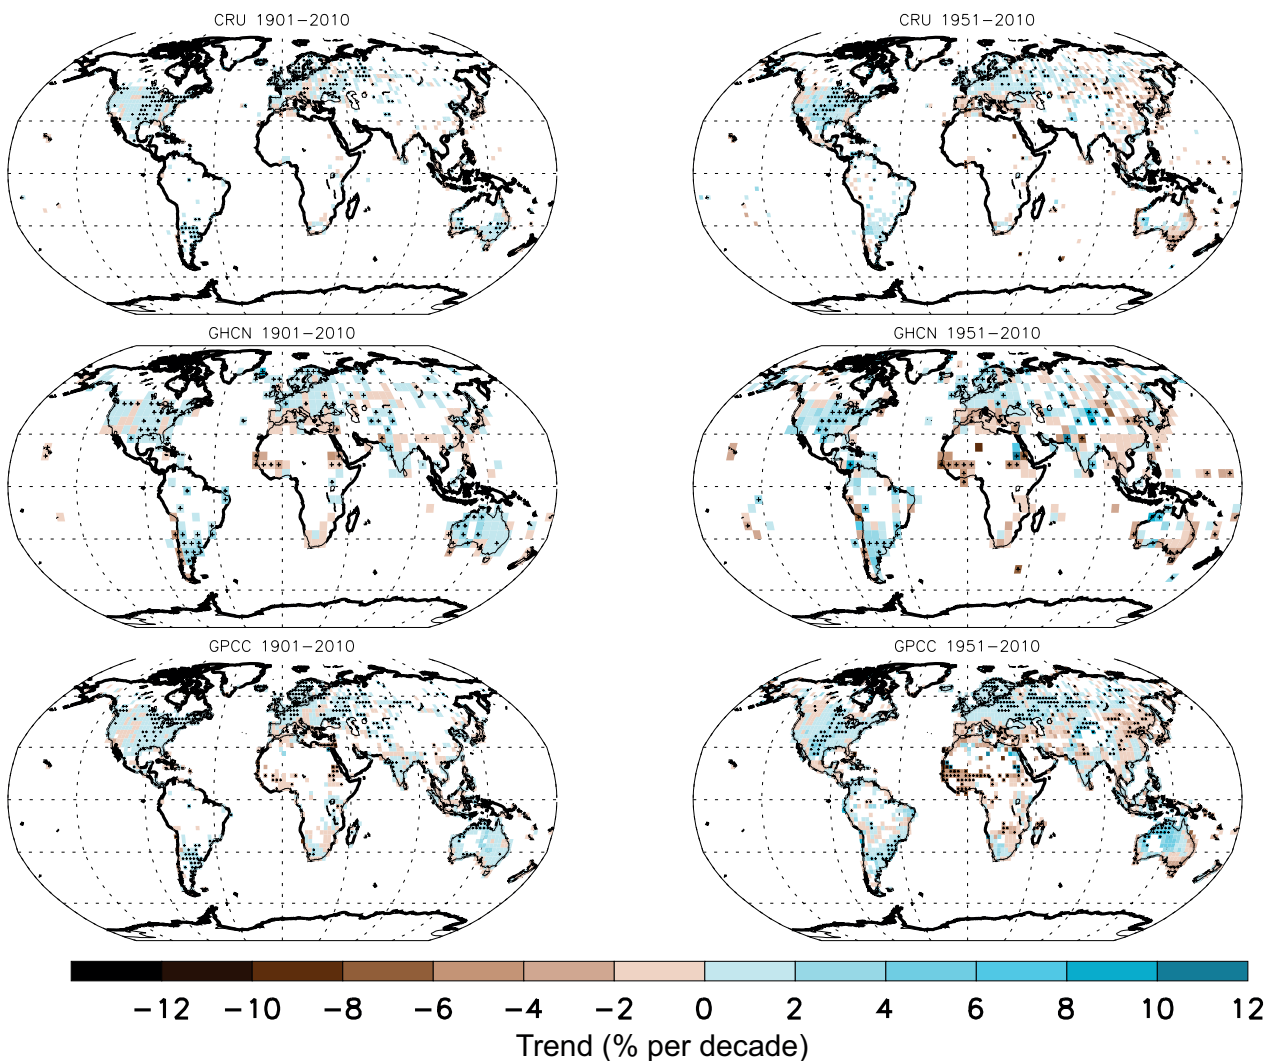 CRU 1901−2010
CRU 1951−2010
GHCN 1901−2010
GHCN 1951−2010
GPCC 1901−2010
GPCC 1951−2010
−12 −10 −8 −6 −4 −2 0 2 4 6 8 10 12
Trend (% per decade)